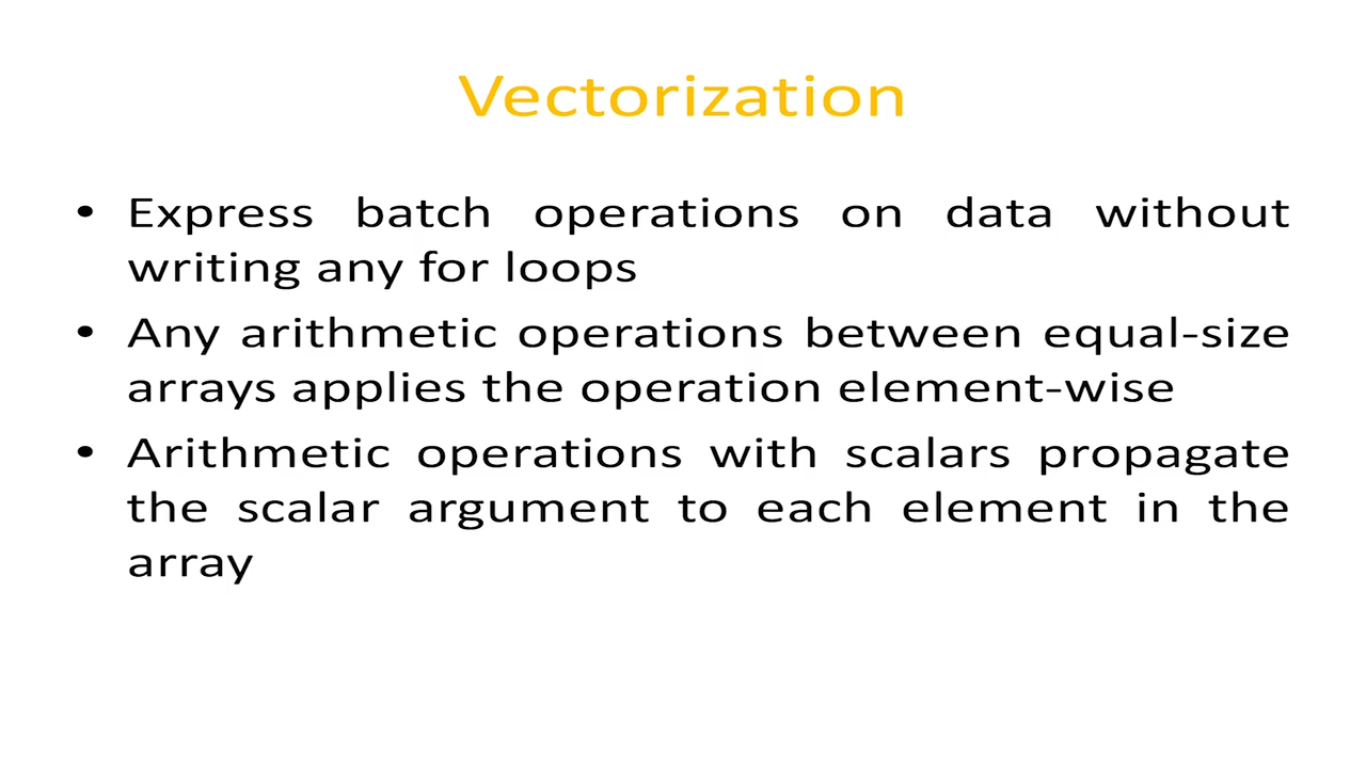 Vectorization
• Express batch operations on data without
writing any for loops
• Any arithmetic operations between equal-size
arrays applies the operation element-wise
• Arithmetic operations with scalars propagate
the scalar argument to each element in the
array